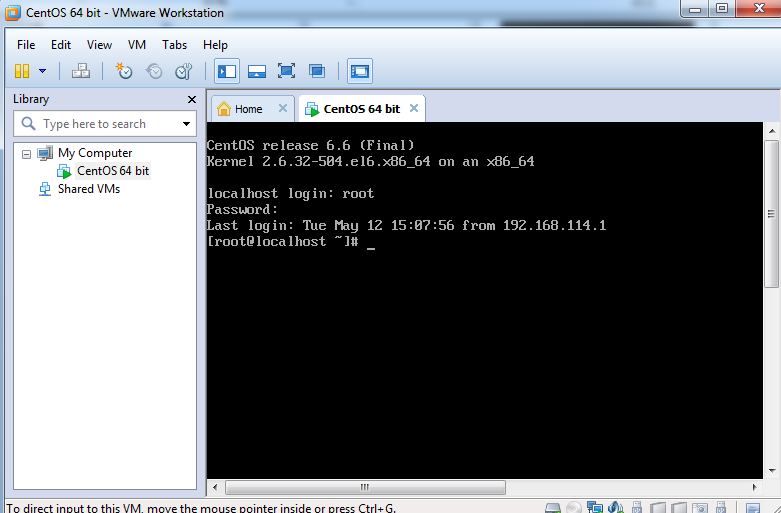 CentOS 64 bit - VMware Workstation
File Edit View VM Tabs Help
Library
Type here to search
My Computer
CentOS 64 bit
Shared VMs
Home
CentOS 64 bit
CentOS release 6.6 (Final)
Kernel 2.6.32-504.el6.x86_64 on an x86_64
localhost login: root
Password:
Last login: Tue May 12 15:07:56 from 192.168.114.1
[root@localhost ~]# _
To direct input to this VM, move the mouse pointer inside or press Ctrl+G.